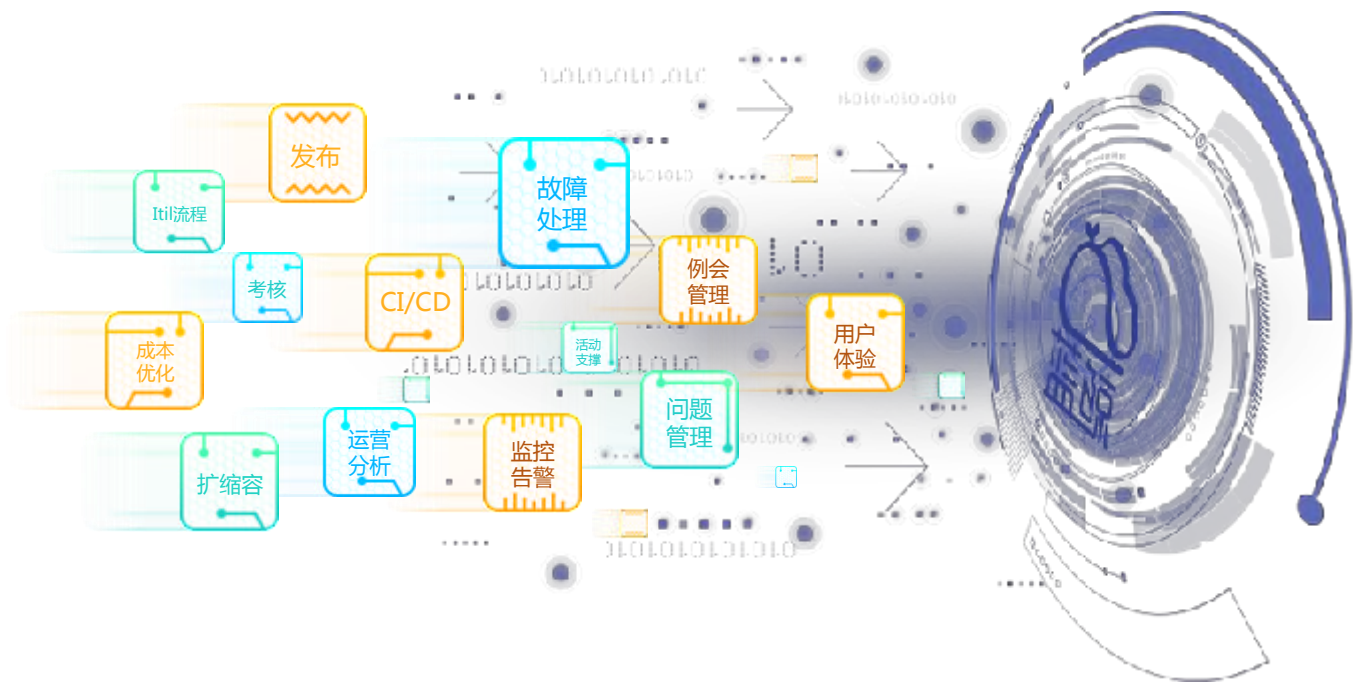 发布
Itil流程
故障
处理
考核
CI/CD
例会
管理
成本
优化
活动
支撑
用户
体验
扩缩容
运营
分析
监控
告警
问题
管理